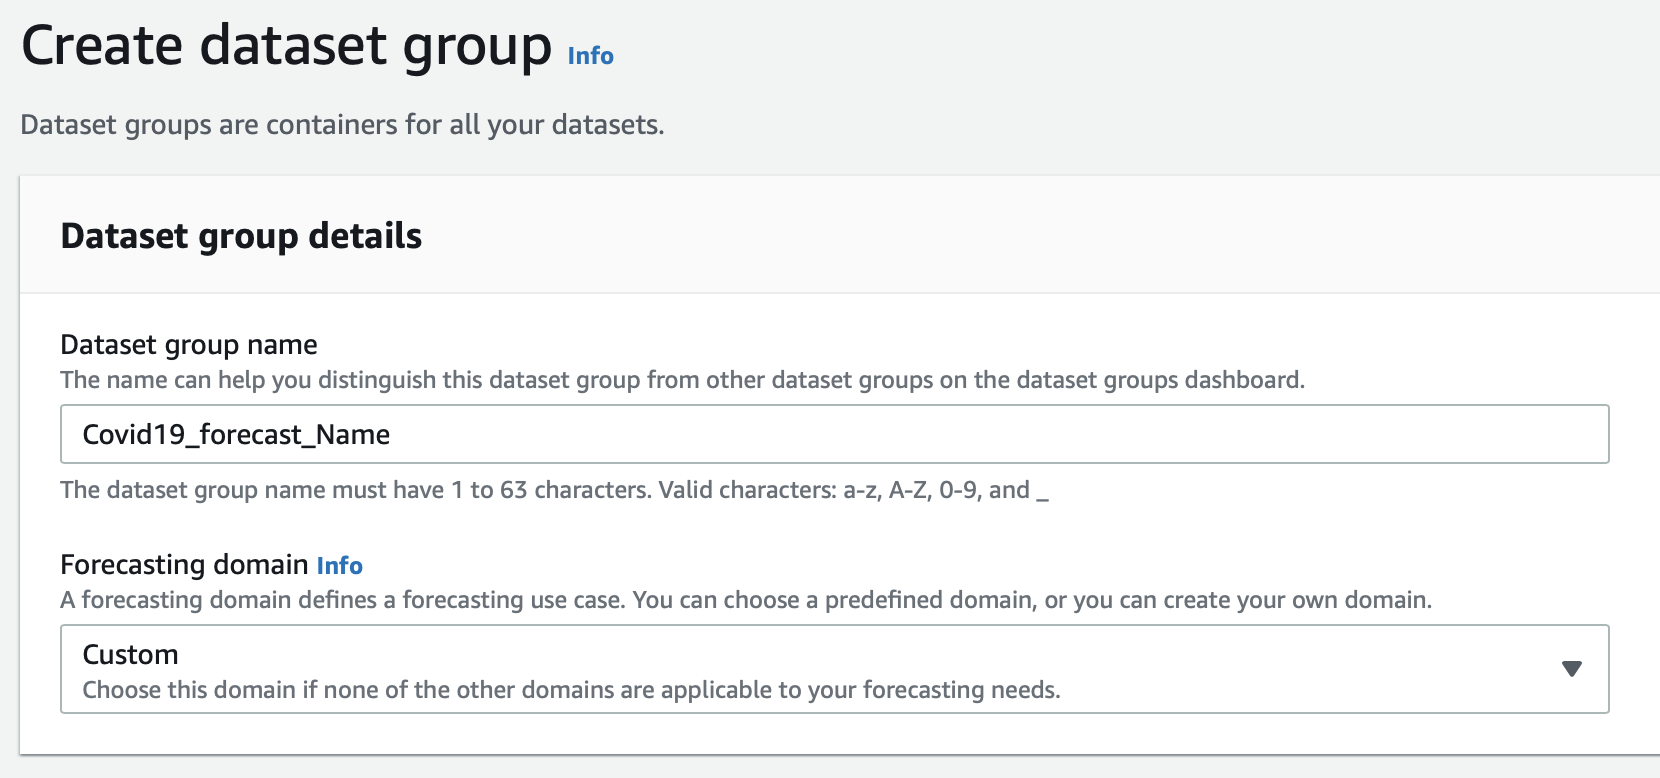 Create dataset group Info
Dataset groups are containers for all your datasets.
Dataset group details
Dataset group name
The name can help you distinguish this dataset group from other dataset groups on the dataset groups dashboard.
Covid19_forecast_Name
The dataset group name must have 1 to 63 characters. Valid characters: a-z, A-Z, 0-9, and _
Forecasting domain Info
A forecasting domain defines a forecasting use case. You can choose a predefined domain, or you can create your own domain.
Custom
Choose this domain if none of the other domains are applicable to your forecasting needs.